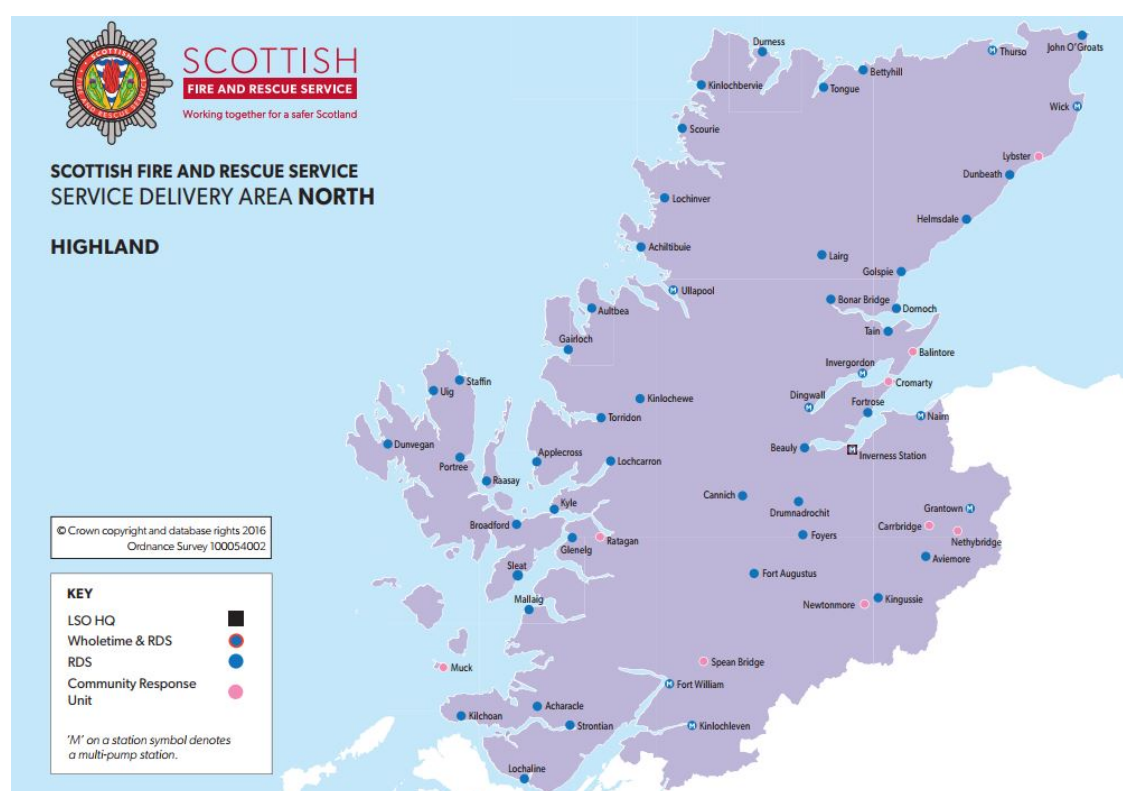 SCOTTISH
FIRE AND RESCUE SERVICE
Working together for a safer Scotland
SCOTTISH
FIRE AND RESCUE SERVICE
SCOTTISH FIRE AND RESCUE SERVICE
SERVICE DELIVERY AREA NORTH
HIGHLAND
Durness
Thurso
John O'Groats
Kinlochbervie
Tongue
Bettyhill
Wick
Scourie
Lybster
Dunbeath
Lochinver
Helmsdale
Achiltibuie
Lairg
Golspie
Ullapool
Bonar Bridge
Dornoch
Aultbea
Tain
Gairloch
Balintore
Invergordon
Staffin
Uig
Cromarty
Kinlochewe
Dingwall
Fortrose
Torridon
Nairn
Dunvegan
Beauly
Inverness Station
Applecross
Lochcarron
Portree
Raasay
Cannich
Drumnadrochit
Kyle
Grantown
Broadford
Carrbridge
Ratagan
Foyers
Nethybridge
Glenelg
Aviemore
Sleat
Fort Augustus
Mallaig
Newtonmore
Kingussie
Muck
Spean Bridge
Fort William
Acharacle
Kilchoan
Strontian
Kinlochleven
Lochaline
© Crown copyright and database rights 2016
Ordnance Survey 100054002
KEY
LSO HQ
Wholetime & RDS
RDS
Community Response
Unit
'M' on a station symbol denotes
a multi-pump station.
M
M
M
M
M
M
M
M
M
M